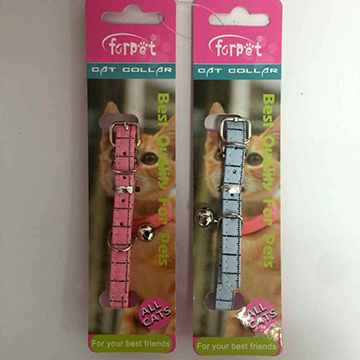 forpet
CAT COLLAR
Best Quality For Pets
ALL
CATS
For your best friends
forpet
CAT COLLAR
Best Quality For Pets
ALL
CATS
For your best friends